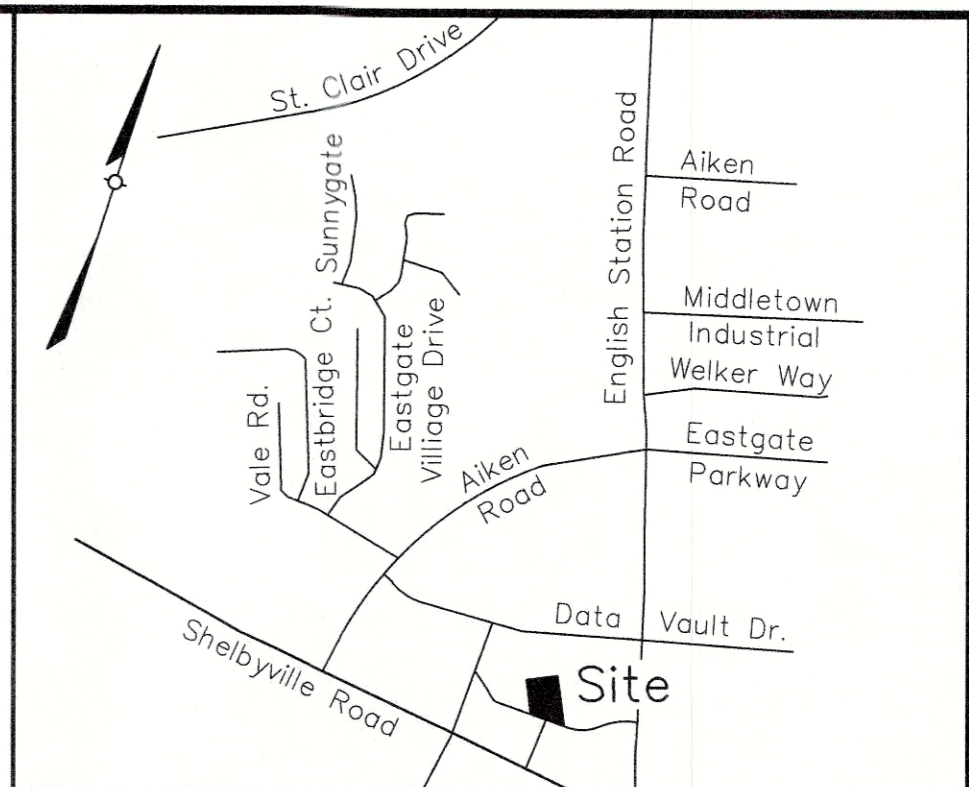 St. Clair Drive
Sunnygate
English Station Road
Aiken
Road
Middletown
Industrial
Welker Way
Eastgate
Parkway
Eastbridge Ct.
Vale Rd.
Eastgate
Villiage Drive
Aiken
Road
Data Vault Dr.
Shelbyville Road
Site